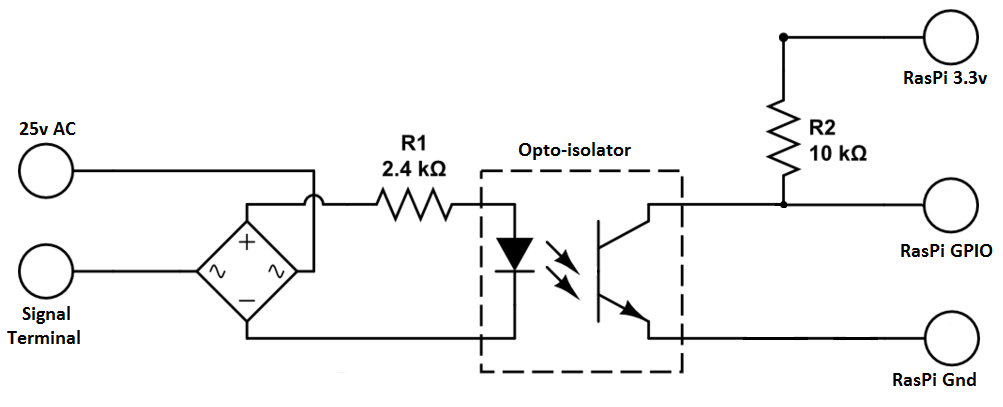 25v AC
Signal
Terminal
+
−
R1
2.4 kΩ
Opto-isolator
R2
10 kΩ
RasPi 3.3v
RasPi GPIO
RasPi Gnd